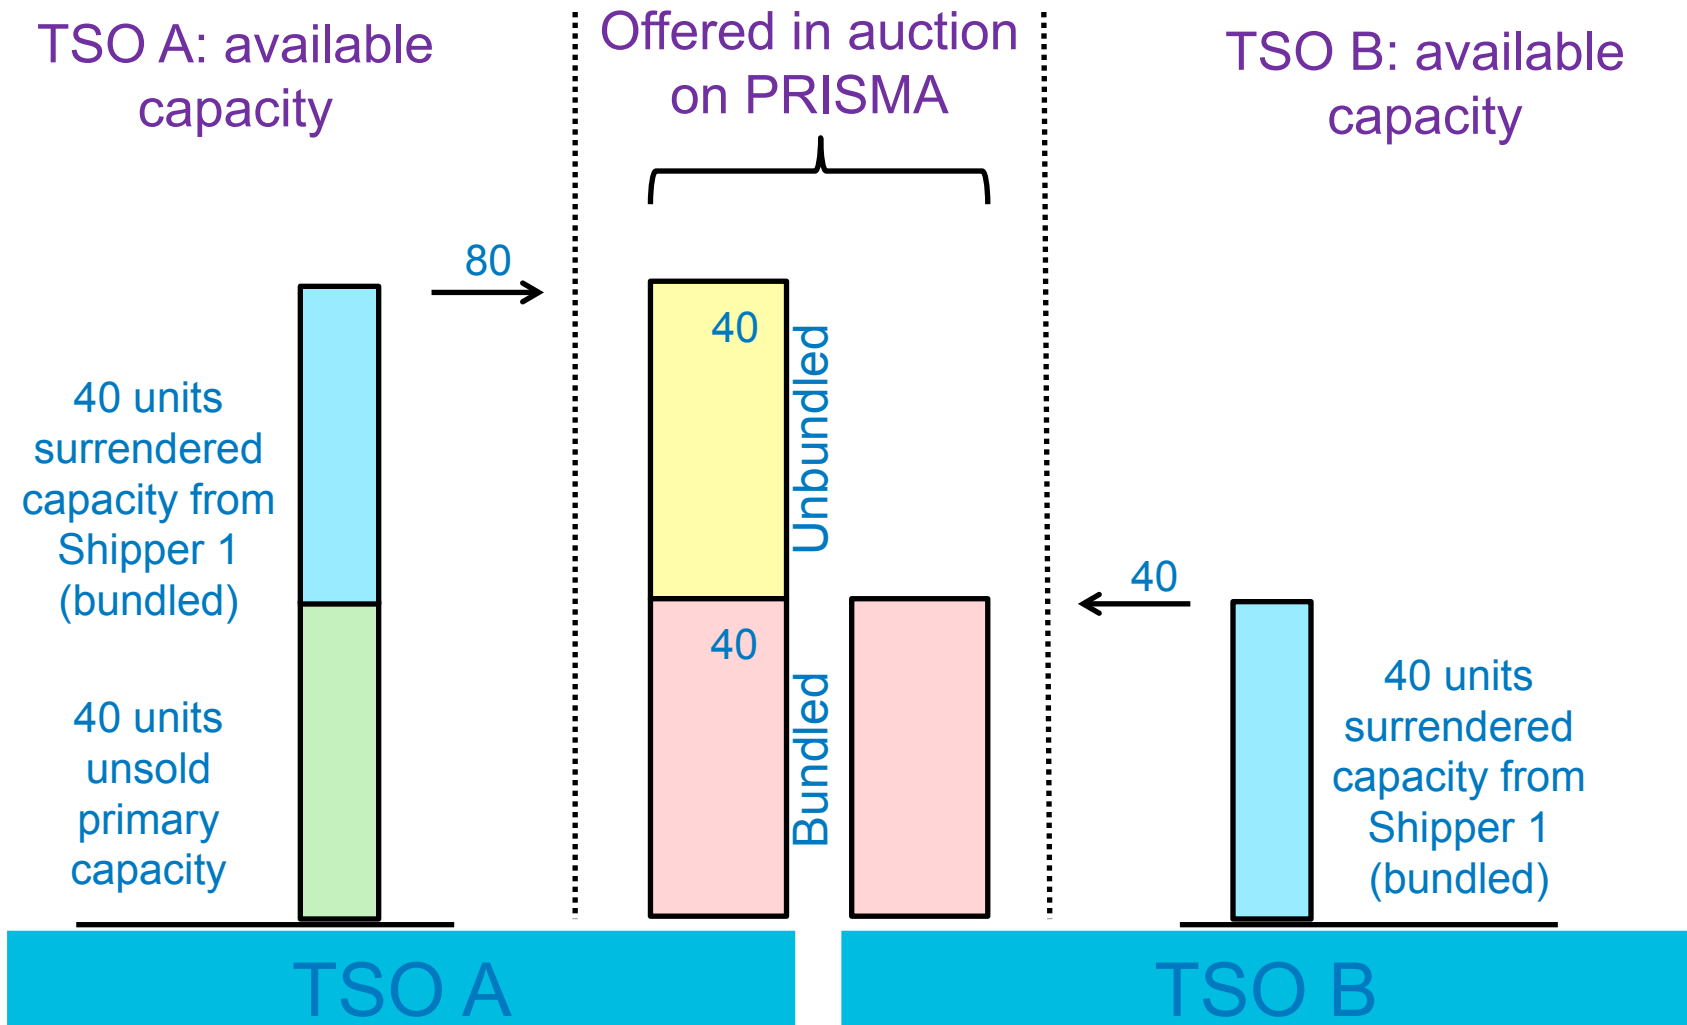 TSO A: available
capacity
Offered in auction
on PRISMA
TSO B: available
capacity
80
40 units
surrendered
capacity from
Shipper 1
(bundled)
40 units
unsold
primary
capacity
40
Unbundled
40
Bundled
40
40 units
surrendered
capacity from
Shipper 1
(bundled)
TSO A
TSO B